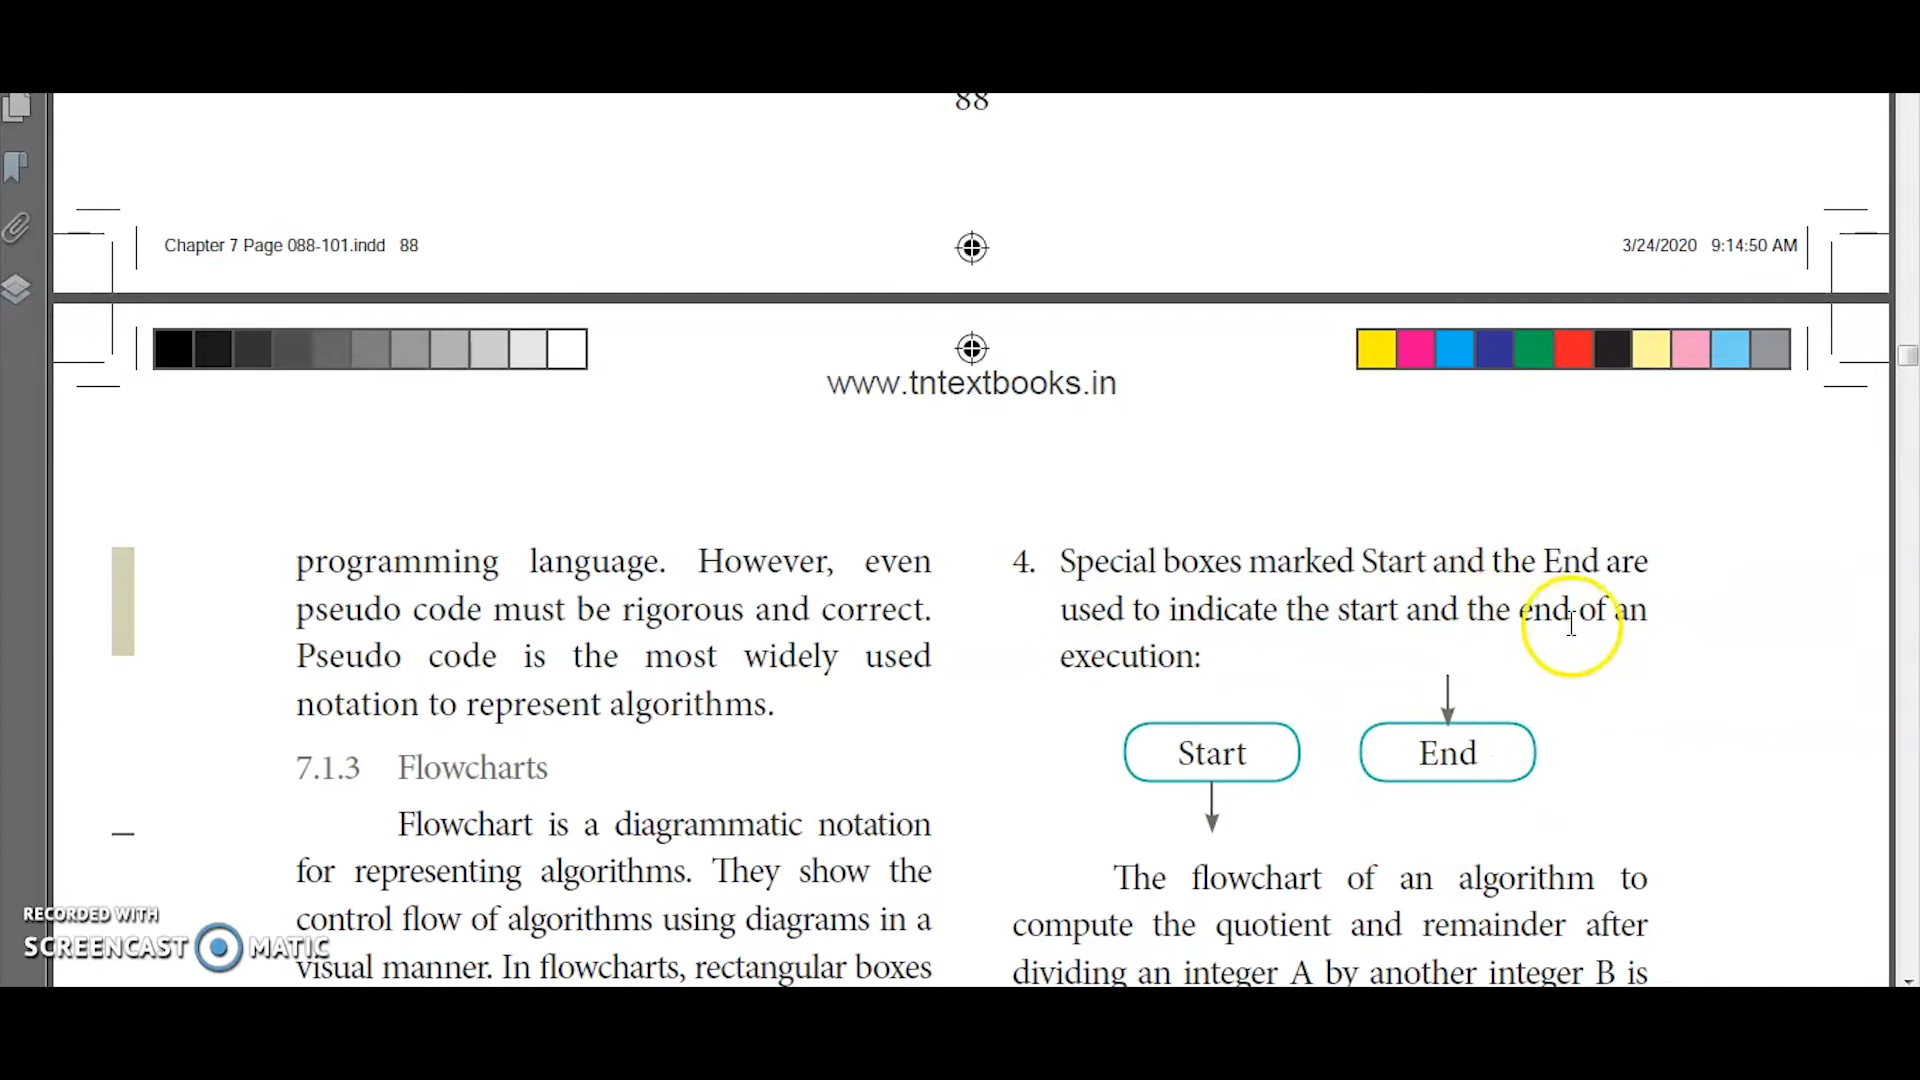 88
Chapter 7 Page 088-101.indd 88
3/24/2020 9:14:50 AM
www.tntextbooks.in
programming language. However, even
pseudo code must be rigorous and correct.
Pseudo code is the most widely used
notation to represent algorithms.
7.1.3 Flowcharts
Flowchart is a diagrammatic notation
for representing algorithms. They show the
control flow of algorithms using diagrams in a
visual manner. In flowcharts, rectangular boxes
4. Special boxes marked Start and the End are
used to indicate the start and the end of an
execution:
Start
End
The flowchart of an algorithm to
compute the quotient and remainder after
dividing an integer A by another integer B is
RECORDED WITH
SCREENCAST MATIC